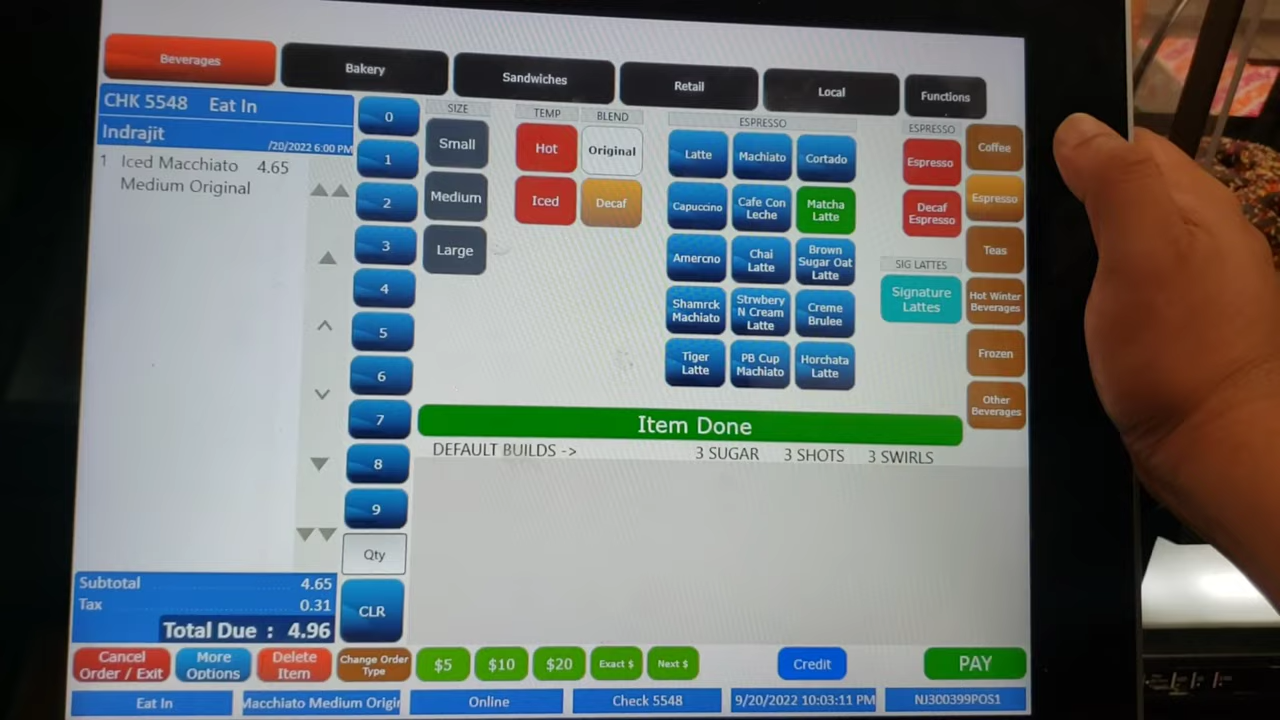 Beverages
Bakery
Sandwiches
Retail
Local
Functions
CHK 5548 Eat In
Indrajit
/20/2022 6:00 PM
1 Iced Macchiato 4.65
Medium Original
0
1
2
3
4
5
6
7
8
9
Qty
CLR
SIZE
Small
Medium
Large
TEMP
Hot
Iced
BLEND
Original
Decaf
ESPRESSO
Latte
Machiato
Cortado
Capuccino
Cafe Con
Leche
Matcha
Latte
Amercno
Chai
Latte
Brown
Sugar Oat
Latte
Shamrck
Machiato
Strwbery
N Cream
Latte
Creme
Brulee
Tiger
Latte
PB Cup
Machiato
Horchata
Latte
ESPRESSO
Espresso
Decaf
Espresso
SIG LATTES
Signature
Lattes
Coffee
Espresso
Teas
Hot Winter
Beverages
Frozen
Other
Beverages
Item Done
DEFAULT BUILDS -> 3 SUGAR 3 SHOTS 3 SWIRLS
Subtotal 4.65
Tax 0.31
Total Due : 4.96
Cancel
Order / Exit
More
Options
Delete
Item
Change Order
Type
$5
$10
$20
Exact $
Next $
Credit
PAY
Eat In
Macchiato Medium Origi
Online
Check 5548
9/20/2022 10:03:11 PM
NJ300399POS1